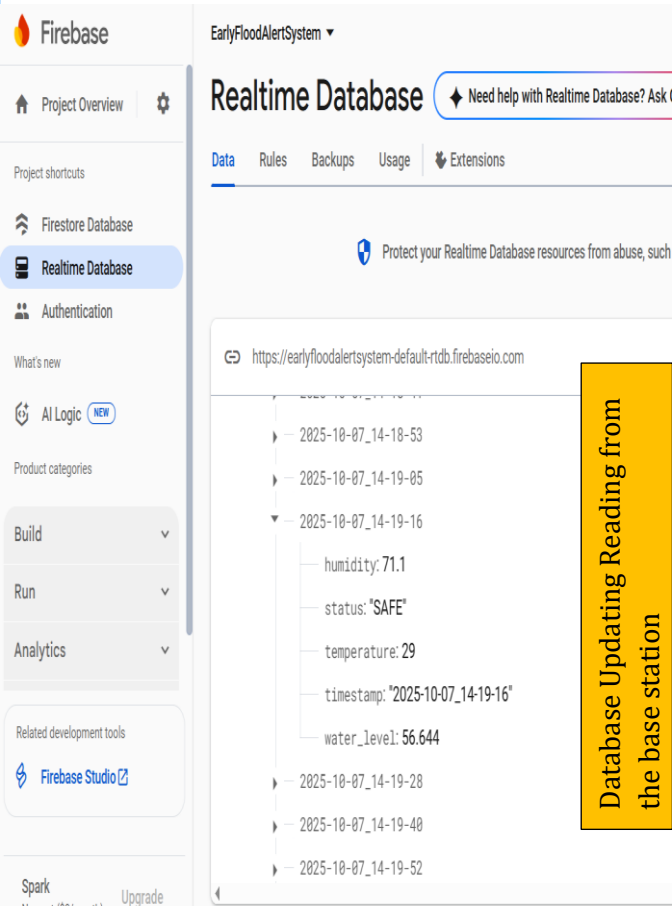 Firebase
EarlyFloodAlertSystem
Project Overview
Realtime Database
Need help with Realtime Database? Ask
Data Rules Backups Usage Extensions
Project shortcuts
Firestore Database
Realtime Database
Authentication
Protect your Realtime Database resources from abuse, such
What's new
AI Logic NEW
Product categories
Build
Run
Analytics
Related development tools
Firebase Studio
Spark
Upgrade
https://earlyfloodalertsystem-default-rtdb.firebaseio.com
2025-10-07_14-18-53
2025-10-07_14-19-05
2025-10-07_14-19-16
humidity: 71.1
status: "SAFE"
temperature: 29
timestamp: "2025-10-07_14-19-16"
water_level: 56.644
2025-10-07_14-19-28
2025-10-07_14-19-40
2025-10-07_14-19-52
Database Updating Reading from
the base station